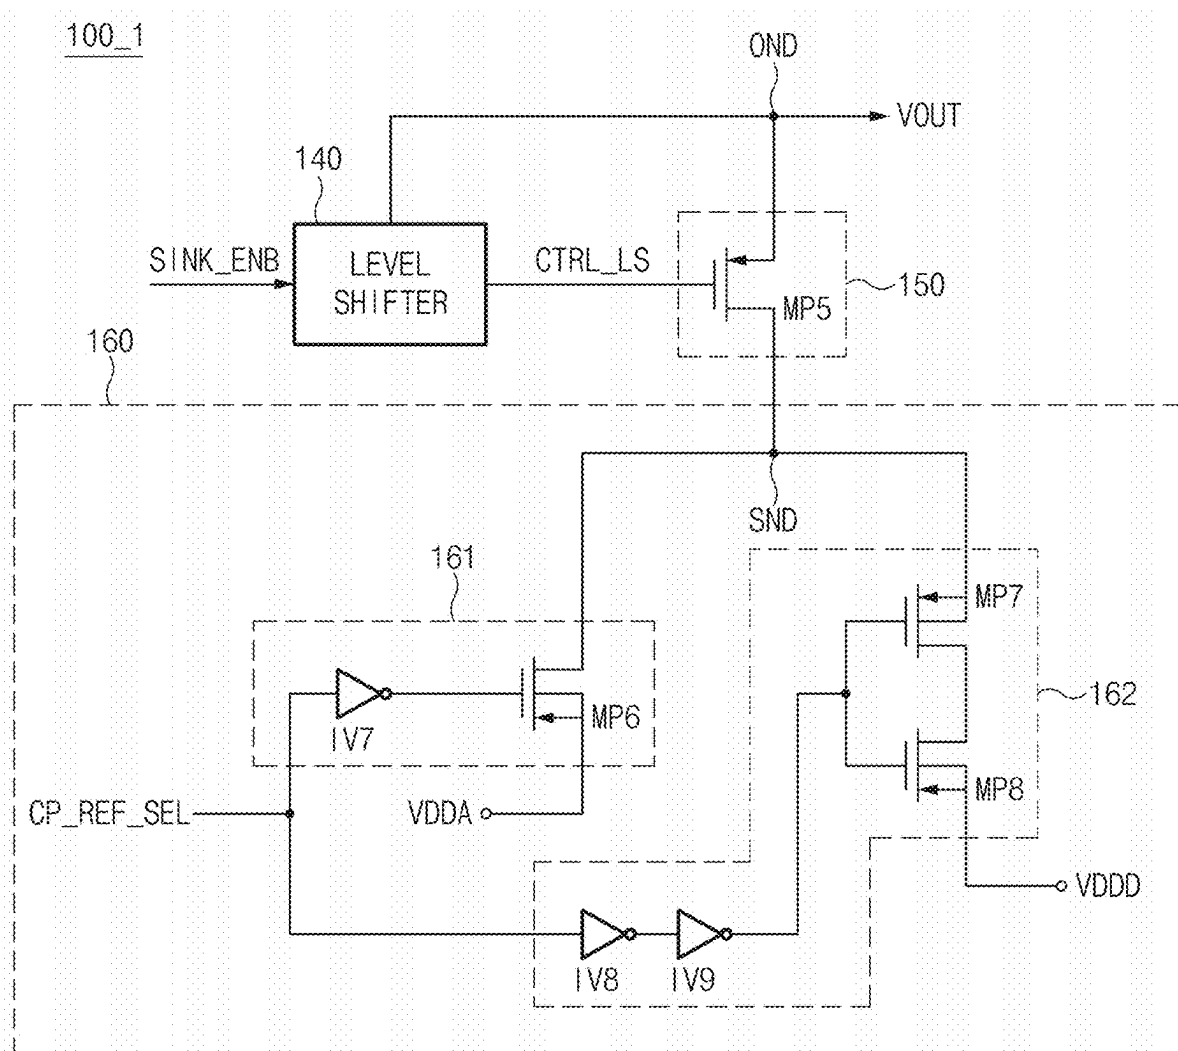 100_1
OND
VOUT
140
SINK_ENB
LEVEL
SHIFTER
CTRL_LS
150
MP5
160
SND
161
MP7
162
IV7
MP6
MP8
CP_REF_SEL
VDDA
VDDD
IV8
IV9